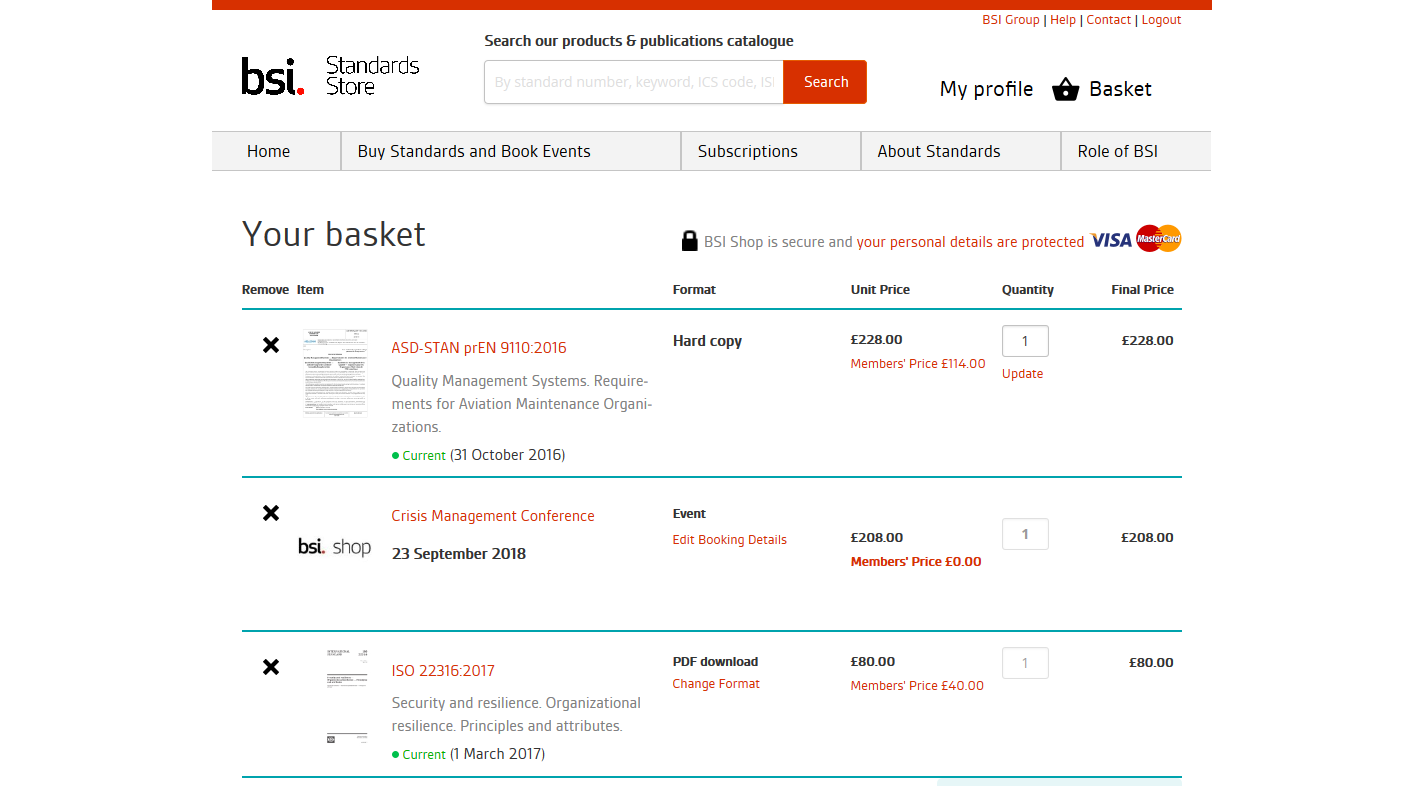 BSI Group | Help | Contact | Logout
Search our products & publications catalogue
bsi. Standards Store
By standard number, keyword, ICS code, ISI
Search
My profile
Basket
Home
Buy Standards and Book Events
Subscriptions
About Standards
Role of BSI
Your basket
BSI Shop is secure and your personal details are protected
VISA
MasterCard
Remove Item Format Unit Price Quantity Final Price
ASD-STAN prEN 9110:2016
Quality Management Systems. Require-
ments for Aviation Maintenance Organi-
zations.
Current (31 October 2016)
Hard copy
£228.00
Members' Price £114.00
1
Update
£228.00
bsi. shop
Crisis Management Conference
23 September 2018
Event
Edit Booking Details
£208.00
Members' Price £0.00
1
£208.00
ISO 22316:2017
Security and resilience. Organizational
resilience. Principles and attributes.
Current (1 March 2017)
PDF download
Change Format
£80.00
Members' Price £40.00
1
£80.00